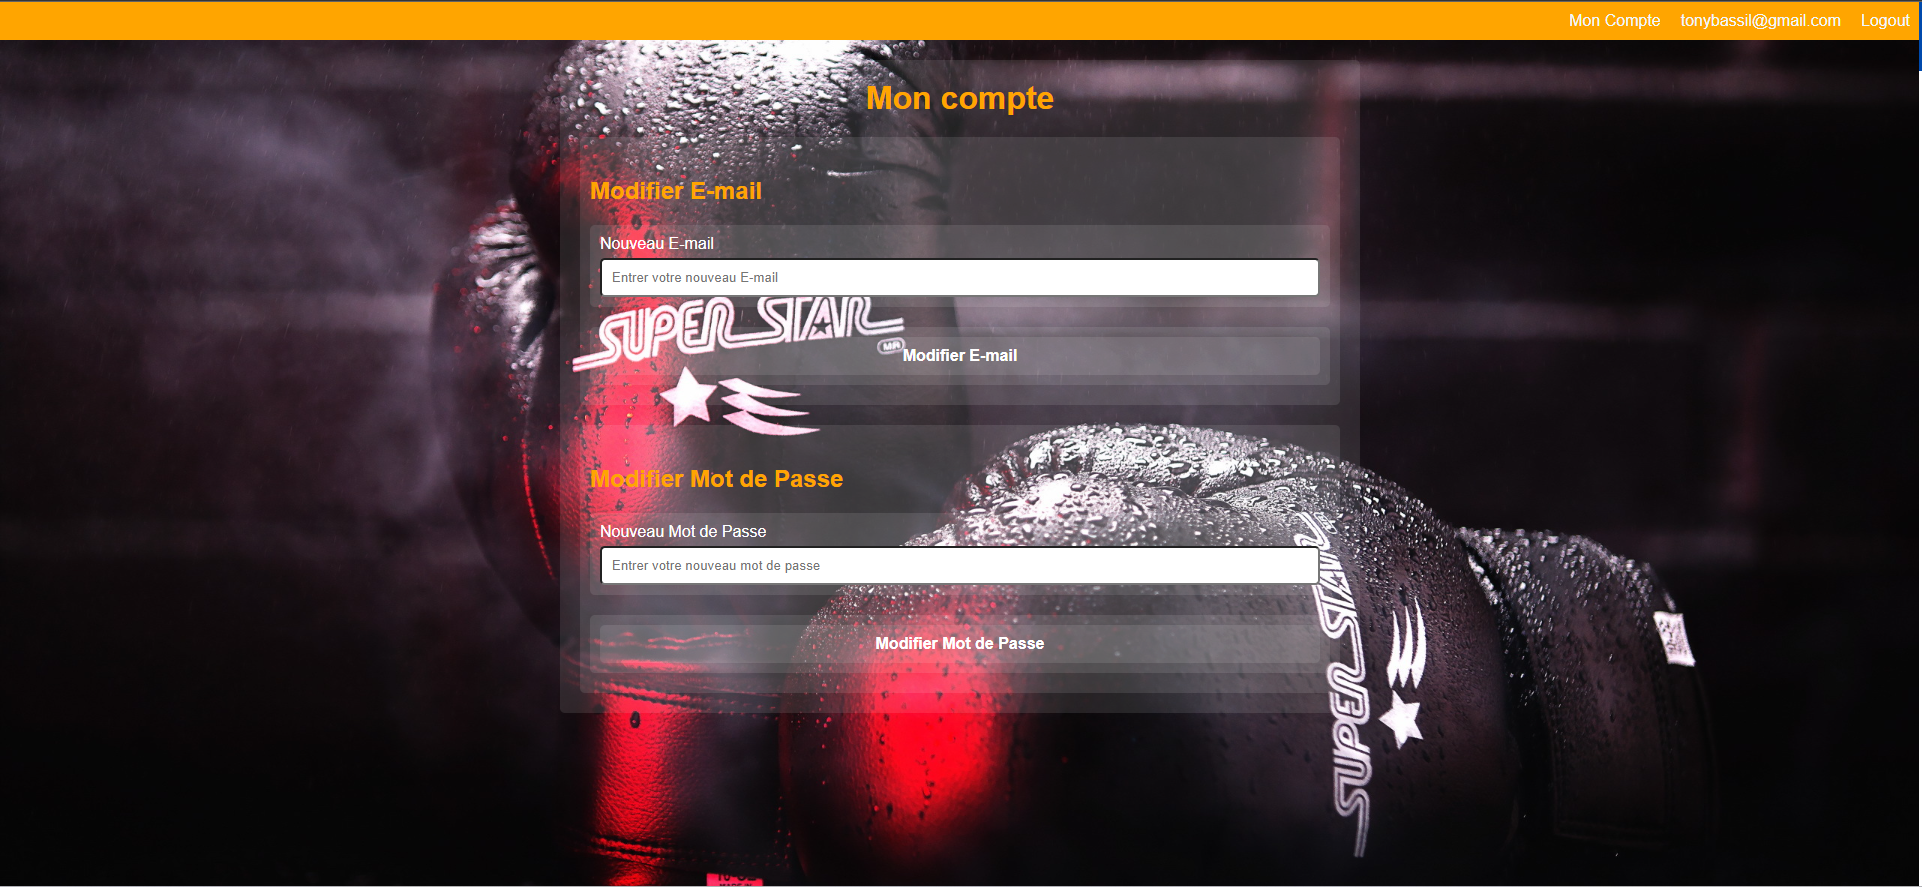 Mon Compte tonybassil@gmail.com Logout
Mon compte
Modifier E-mail
Nouveau E-mail
Entrer votre nouveau E-mail
SUPER STAR
Modifier E-mail
Modifier Mot de Passe
Nouveau Mot de Passe
Entrer votre nouveau mot de passe
Modifier Mot de Passe
SUPER STAR